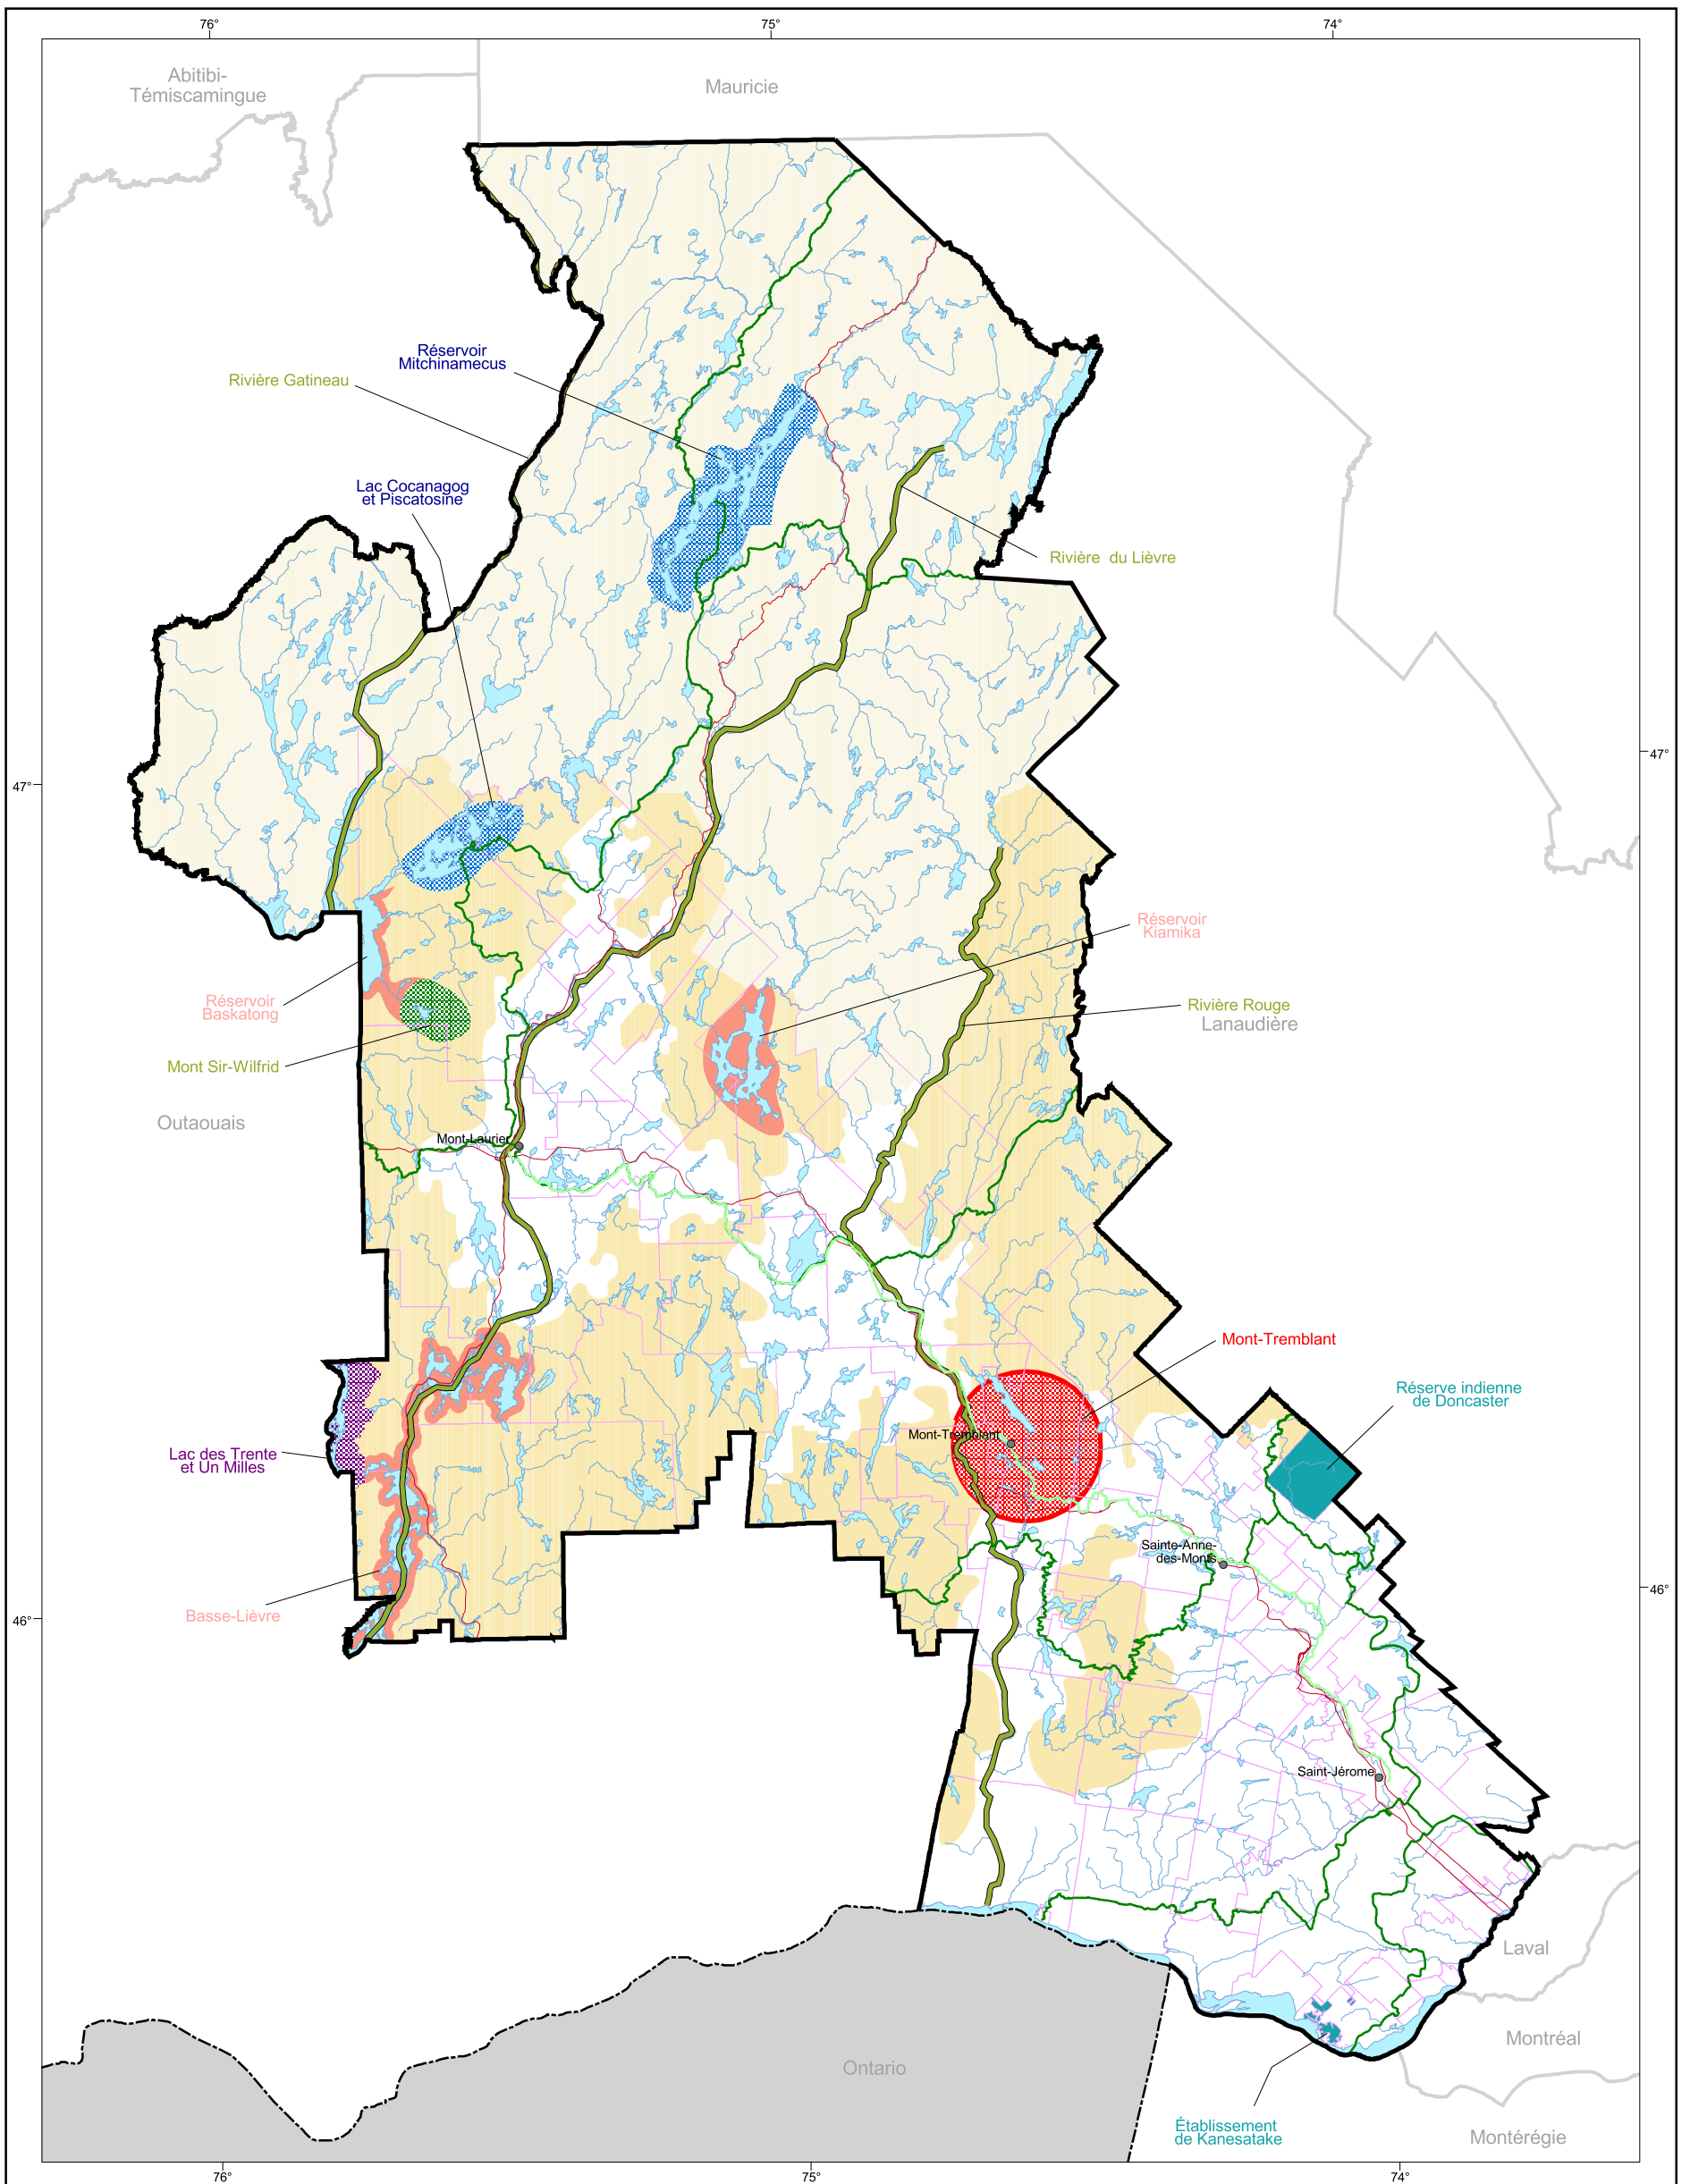 76°
75°
74°
Abitibi-
Témiscamingue
Mauricie
Réservoir
Mitchinamecus
Rivière Gatineau
Lac Cocanagog
et Piscatosine
Rivière du Lièvre
47°
47°
Réservoir
Kiamika
Réservoir
Baskatong
Rivière Rouge
Lanaudière
Mont Sir-Wilfrid
Outaouais
Mont-Laurier
Mont-Tremblant
Réserve indienne
de Doncaster
Mont-Tremblant
Lac des Trente
et Un Milles
Sainte-Anne-
des-Monts
46°
46°
Basse-Lièvre
Saint-Jérome
Laval
Montréal
Ontario
Établissement
de Kanesatake
Montérégie
76°
75°
74°